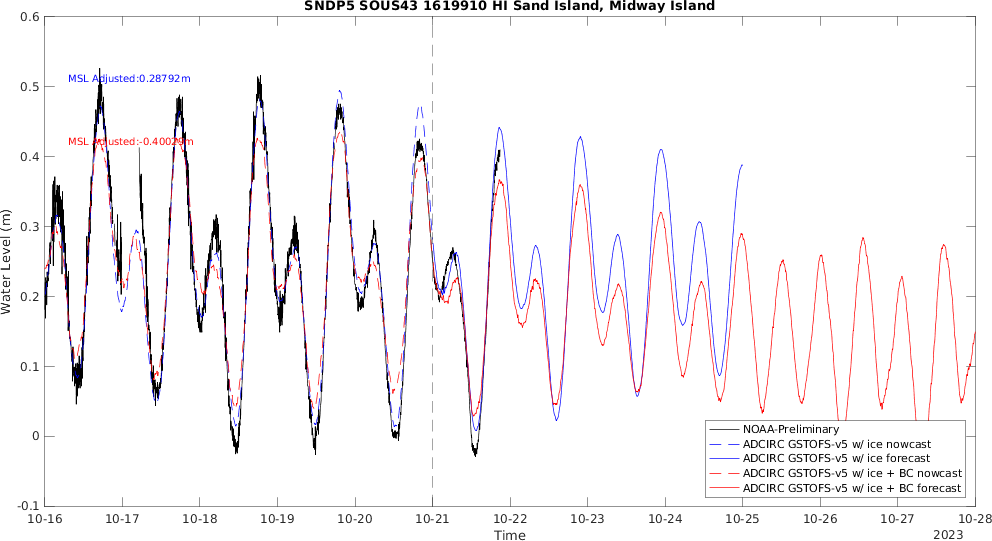 SNDP5 SOUS43 1619910 HI Sand Island, Midway Island
0.6
0.5
0.4
0.3
0.2
0.1
0
-0.1
Water Level (m)
MSL Adjusted:0.28792m
MSL Adjusted:-0.40029m
NOAA-Preliminary
ADCIRC GSTOFS-v5 w/ ice nowcast
ADCIRC GSTOFS-v5 w/ ice forecast
ADCIRC GSTOFS-v5 w/ ice + BC nowcast
ADCIRC GSTOFS-v5 w/ ice + BC forecast
10-16 10-17 10-18 10-19 10-20 10-21 10-22 10-23 10-24 10-25 10-26 10-27 10-28
Time
2023